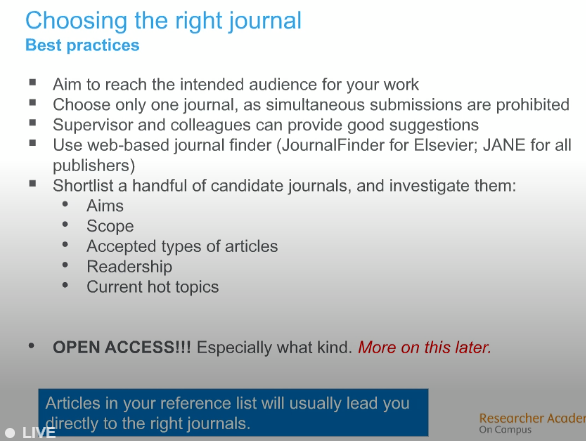 Choosing the right journal
Best practices
▪ Aim to reach the intended audience for your work
▪ Choose only one journal, as simultaneous submissions are prohibited
▪ Supervisor and colleagues can provide good suggestions
▪ Use web-based journal finder (JournalFinder for Elsevier; JANE for all
publishers)
▪ Shortlist a handful of candidate journals, and investigate them:
• Aims
• Scope
• Accepted types of articles
• Readership
• Current hot topics
• OPEN ACCESS!!! Especially what kind. More on this later.
Articles in your reference list will usually lead you
directly to the right journals.
LIVE
Researcher Acade
On Campus